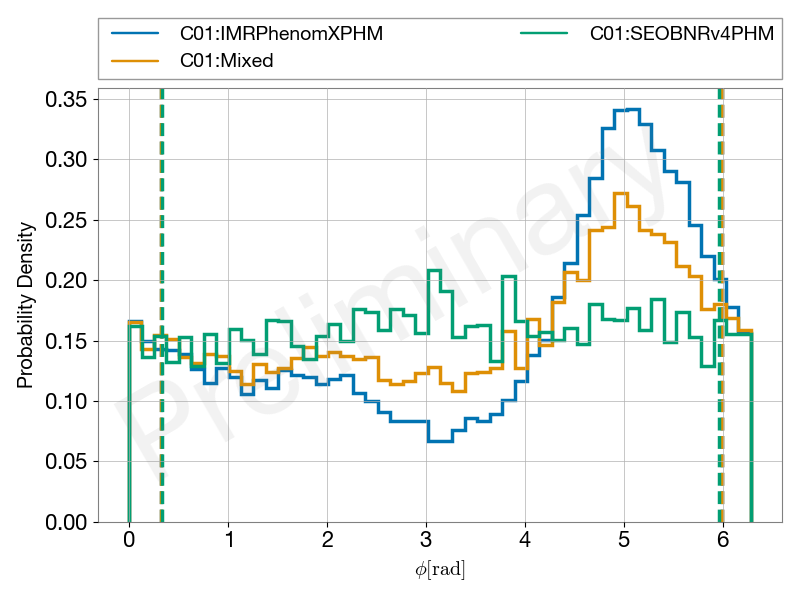 C01:IMRPhenomXPHM
C01:Mixed
C01:SEOBNRv4PHM
0.35
0.30
0.25
0.20
0.15
0.10
0.05
0.00
Probability Density
Preliminary
0 1 2 3 4 5 6
ϕ[rad]